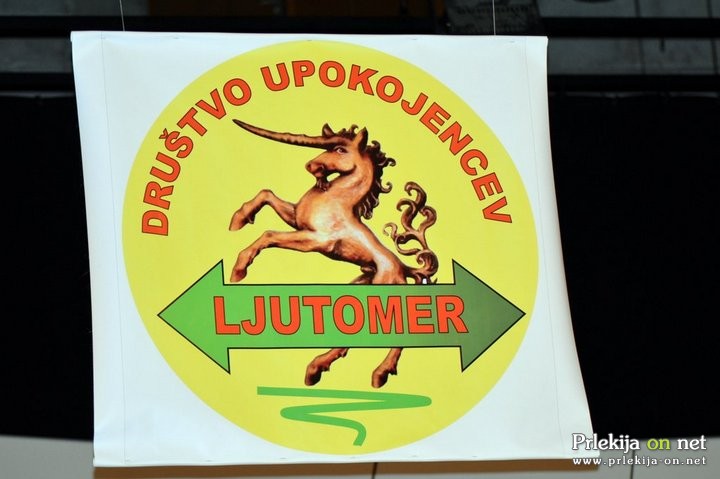 DRUŠTVO UPOKOJENCEV
LJUTOMER
Prlekija on net
www.prlekija-on.net